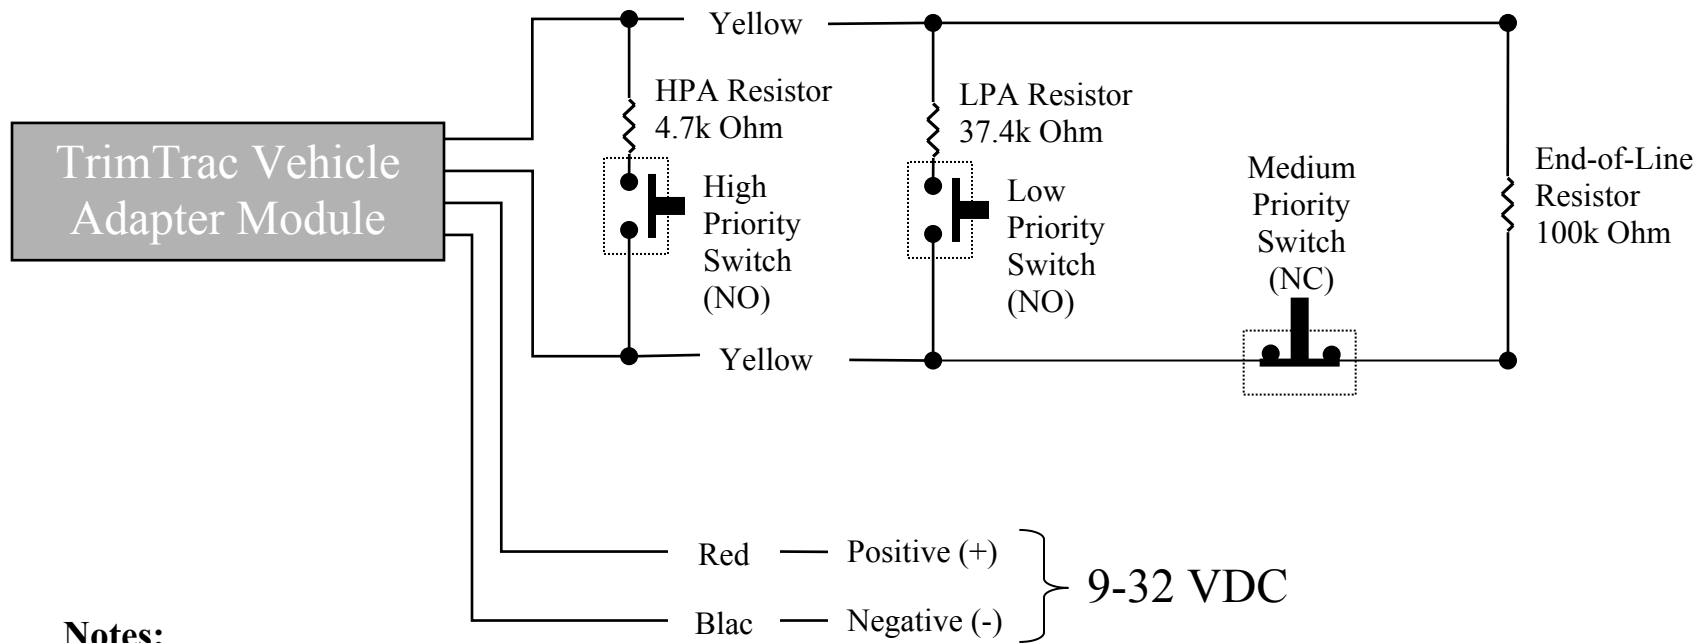 Yellow
HPA Resistor
4.7k Ohm
LPA Resistor
37.4k Ohm
TrimTrac Vehicle
Adapter Module
High
Priority
Switch
(NO)
Low
Priority
Switch
(NO)
Medium
Priority
Switch
(NC)
End-of-Line
Resistor
100k Ohm
Yellow
Red
Positive (+)
9-32 VDC
Blac
Negative (-)
Notes: